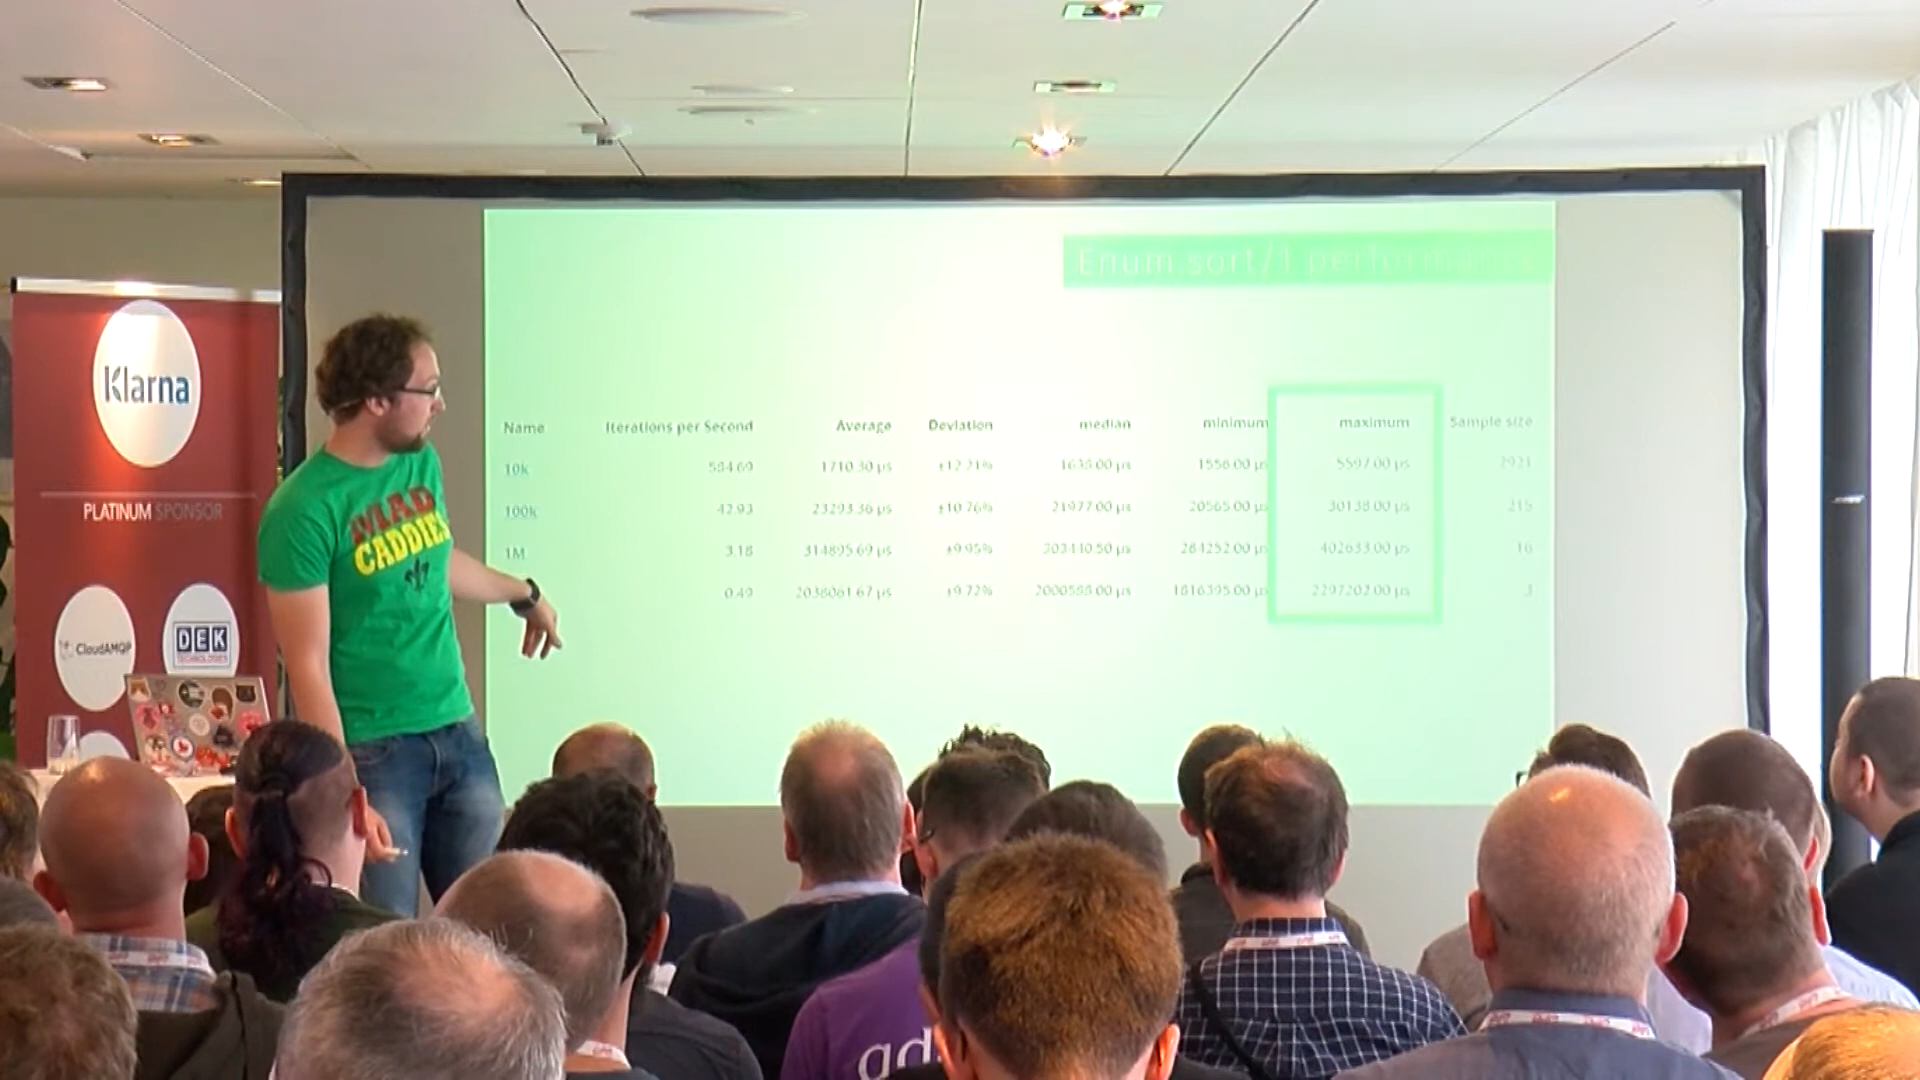 Enum.sort/1 performance
Name Iterations per Second Average Deviation median minimum maximum Sample size
10k 584.69 1710.30 µs ±12.21% 1638.00 µs 1556.00 µs 5597.00 µs 2921
100k 42.93 23293.36 µs ±10.76% 21977.00 µs 20565.00 µs 30138.00 µs 215
1M 3.18 314895.69 µs ±9.95% 303440.50 µs 284252.00 µs 402633.00 µs 16
0.49 2038061.67 µs ±9.72% 2000588.00 µs 1816395.00 µs 2297202.00 µs 3
Klarna
PLATINUM SPONSOR
CloudAMQP
DEK
TECHNOLOGIES
MAD
CADDIES